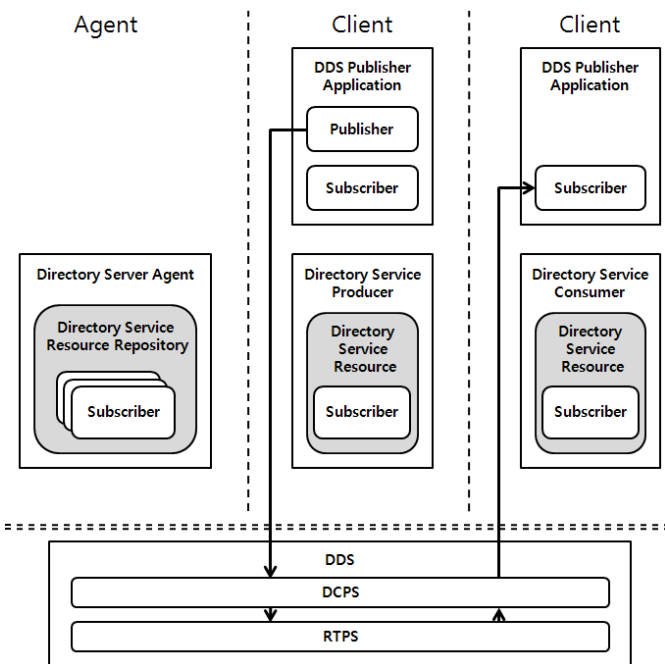 Agent
Client
Client
DDS Publisher
Application
Publisher
Subscriber
DDS Publisher
Application
Subscriber
Directory Server Agent
Directory Service
Resource Repository
Subscriber
Directory Service
Producer
Directory
Service
Resource
Subscriber
Directory Service
Consumer
Directory
Service
Resource
Subscriber
DDS
DCPS
RTPS